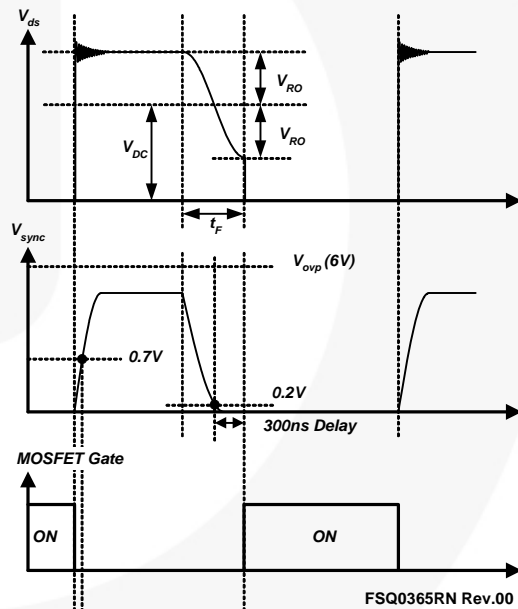 Vds
VRO
VRO
VDC
tF
Vsync
Vovp (6V)
0.7V
0.2V
300ns Delay
MOSFET Gate
ON
ON
FSQ0365RN Rev.00